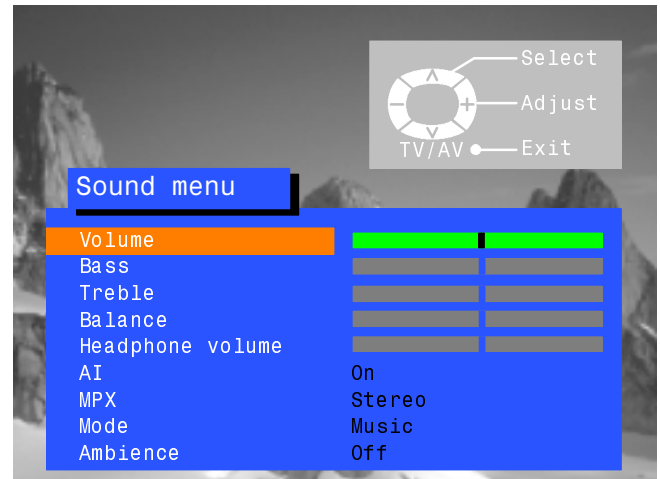 Select
Adjust
TV/AV Exit
Sound menu
Volume
Bass
Treble
Balance
Headphone volume
AI On
MPX Stereo
Mode Music
Ambience Off